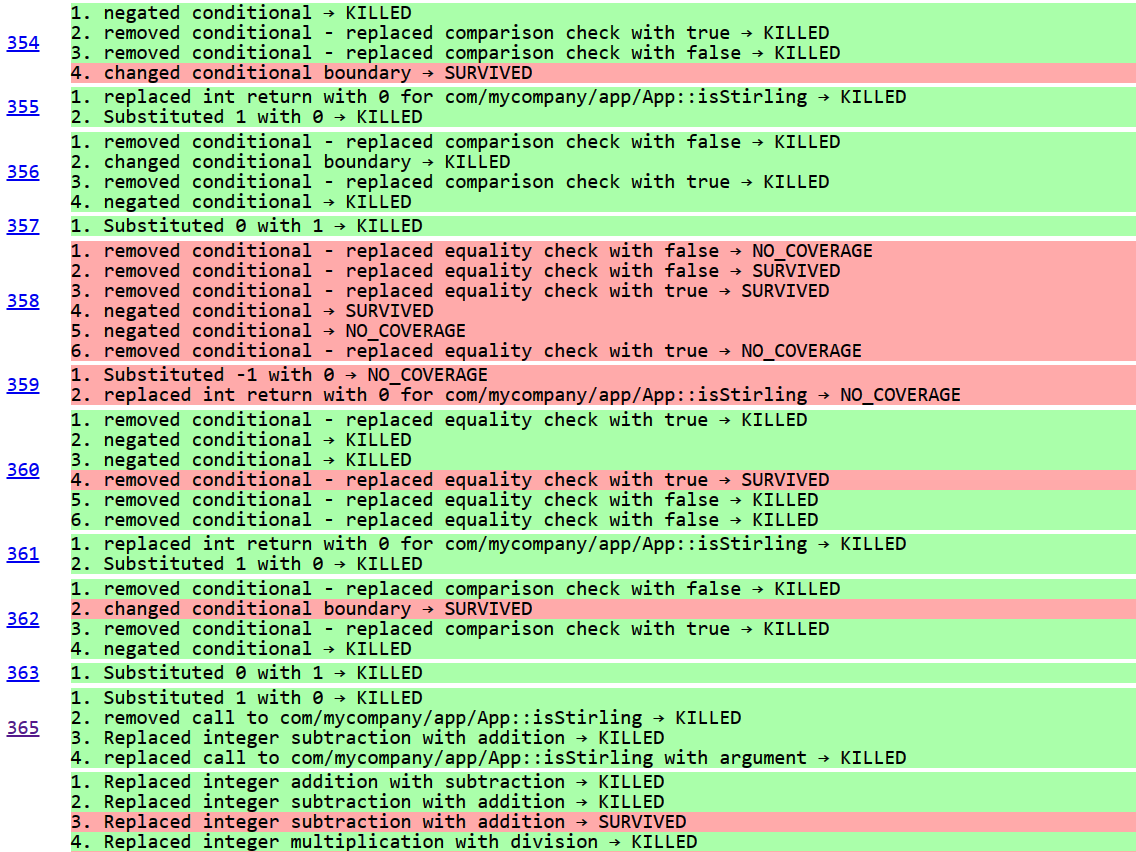 354
1. negated conditional → KILLED
2. removed conditional - replaced comparison check with true → KILLED
3. removed conditional - replaced comparison check with false → KILLED
4. changed conditional boundary → SURVIVED
355
1. replaced int return with 0 for com/mycompany/app/App::isStirling → KILLED
2. Substituted 1 with 0 → KILLED
356
1. removed conditional - replaced comparison check with false → KILLED
2. changed conditional boundary → KILLED
3. removed conditional - replaced comparison check with true → KILLED
4. negated conditional → KILLED
357
1. Substituted 0 with 1 → KILLED
358
1. removed conditional - replaced equality check with false → NO_COVERAGE
2. removed conditional - replaced equality check with false → SURVIVED
3. removed conditional - replaced equality check with true → SURVIVED
4. negated conditional → SURVIVED
5. negated conditional → NO_COVERAGE
6. removed conditional - replaced equality check with true → NO_COVERAGE
359
1. Substituted -1 with 0 → NO_COVERAGE
2. replaced int return with 0 for com/mycompany/app/App::isStirling → NO_COVERAGE
360
1. removed conditional - replaced equality check with true → KILLED
2. negated conditional → KILLED
3. negated conditional → KILLED
4. removed conditional - replaced equality check with true → SURVIVED
5. removed conditional - replaced equality check with false → KILLED
6. removed conditional - replaced equality check with false → KILLED
361
1. replaced int return with 0 for com/mycompany/app/App::isStirling → KILLED
2. Substituted 1 with 0 → KILLED
362
1. removed conditional - replaced comparison check with false → KILLED
2. changed conditional boundary → SURVIVED
3. removed conditional - replaced comparison check with true → KILLED
4. negated conditional → KILLED
363
1. Substituted 0 with 1 → KILLED
365
1. Substituted 1 with 0 → KILLED
2. removed call to com/mycompany/app/App::isStirling → KILLED
3. Replaced integer subtraction with addition → KILLED
4. replaced call to com/mycompany/app/App::isStirling with argument → KILLED
1. Replaced integer addition with subtraction → KILLED
2. Replaced integer subtraction with addition → KILLED
3. Replaced integer subtraction with addition → SURVIVED
4. Replaced integer multiplication with division → KILLED